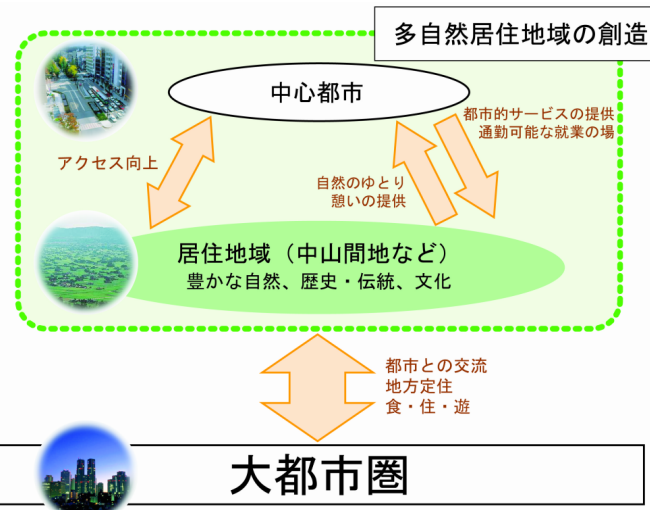 多自然居住地域の創造
中心都市
都市的サービスの提供
通勤可能な就業の場
アクセス向上
自然のゆとり
憩いの提供
居住地域（中山間地など）
豊かな自然、歴史・伝統、文化
都市との交流
地方定住
食・住・遊
大都市圏